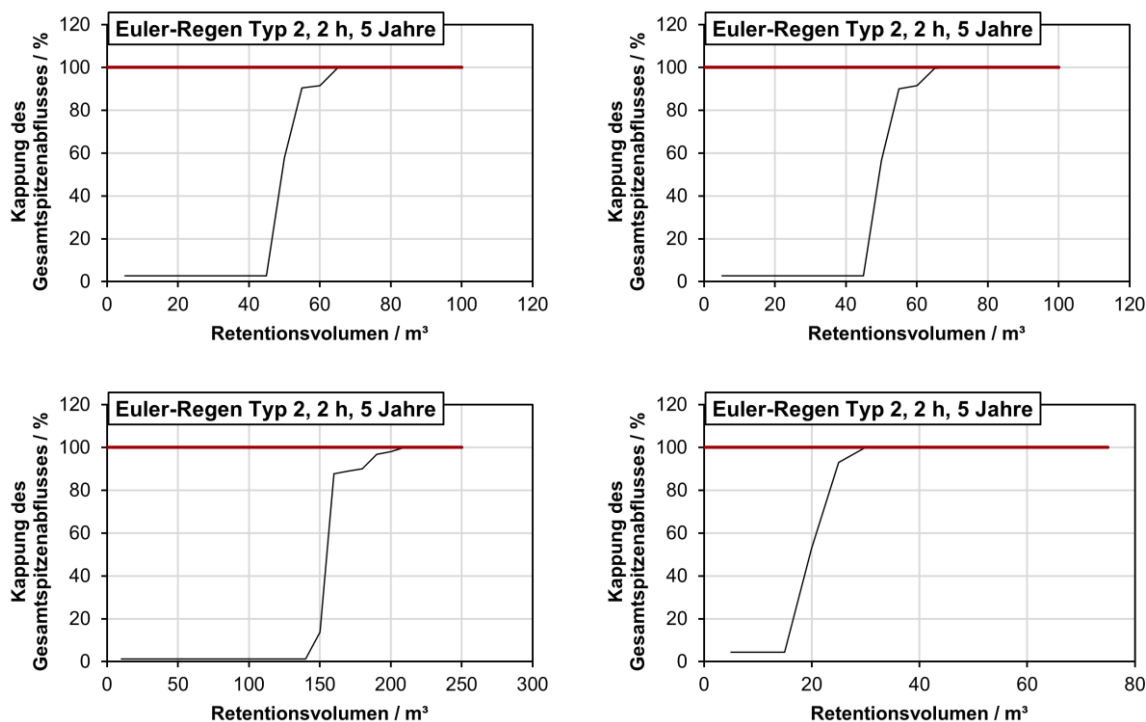 Euler-Regen Typ 2, 2 h, 5 Jahre
Kappung des
Gesamtspitzenabflusses / %
120
100
80
60
40
20
0
0 20 40 60 80 100 120
Retentionsvolumen / m³
Euler-Regen Typ 2, 2 h, 5 Jahre
Kappung des
Gesamtspitzenabflusses / %
120
100
80
60
40
20
0
0 20 40 60 80 100 120
Retentionsvolumen / m³
Euler-Regen Typ 2, 2 h, 5 Jahre
Kappung des
Gesamtspitzenabflusses / %
120
100
80
60
40
20
0
0 50 100 150 200 250 300
Retentionsvolumen / m³
Euler-Regen Typ 2, 2 h, 5 Jahre
Kappung des
Gesamtspitzenabflusses / %
120
100
80
60
40
20
0
0 20 40 60 80
Retentionsvolumen / m³